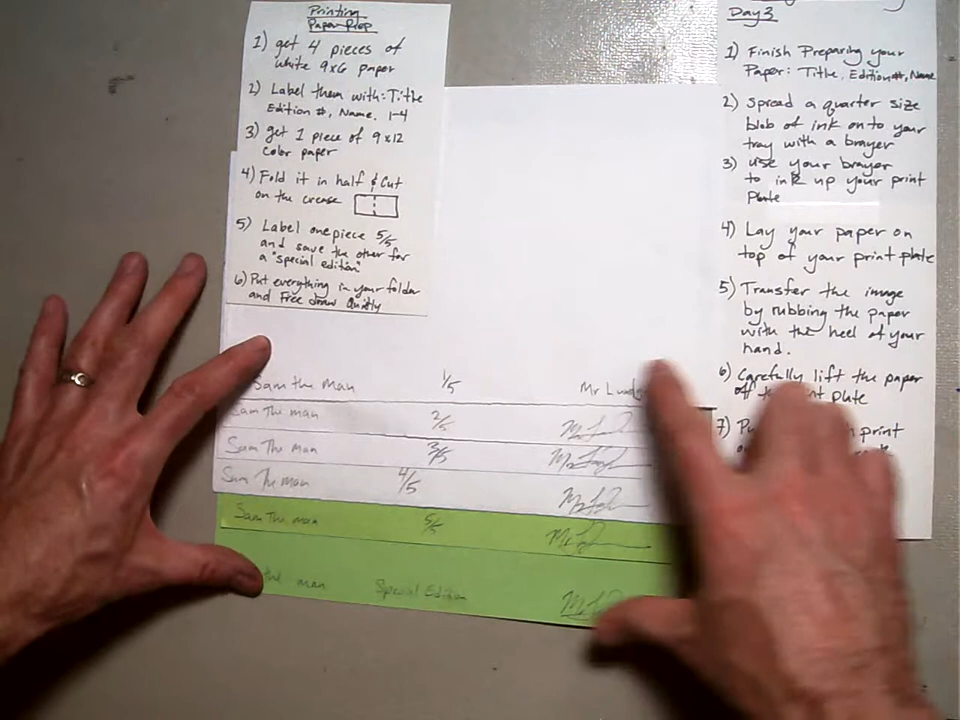 Printing
Paper Prep
1) get 4 pieces of
white 9x6 paper
2) Label them with: Title
Edition #, Name. 1-4
3) get 1 piece of 9x12
color paper
4) Fold it in half & Cut
on the crease
5) Label one piece 5/5
and save the other for
a "special edition"
6) Put everything in your folder
and Free draw Quietly
Day 3
1) Finish Preparing your
Paper: Title, Edition #, Name
2) Spread a quarter size
blob of ink on to your
tray with a brayer
3) use your brayer
to ink up your print
Plate
4) Lay your paper on
top of your print plate
5) Transfer the image
by rubbing the paper
with the heel of your
hand.
6) Carefully lift the paper
off plate
7) print
Sam the man 1/5 Mr
Sam The man 2/5
Sam The man 3/5
Sam The man 4/5
Sam The man 5/5
the man Special Edition